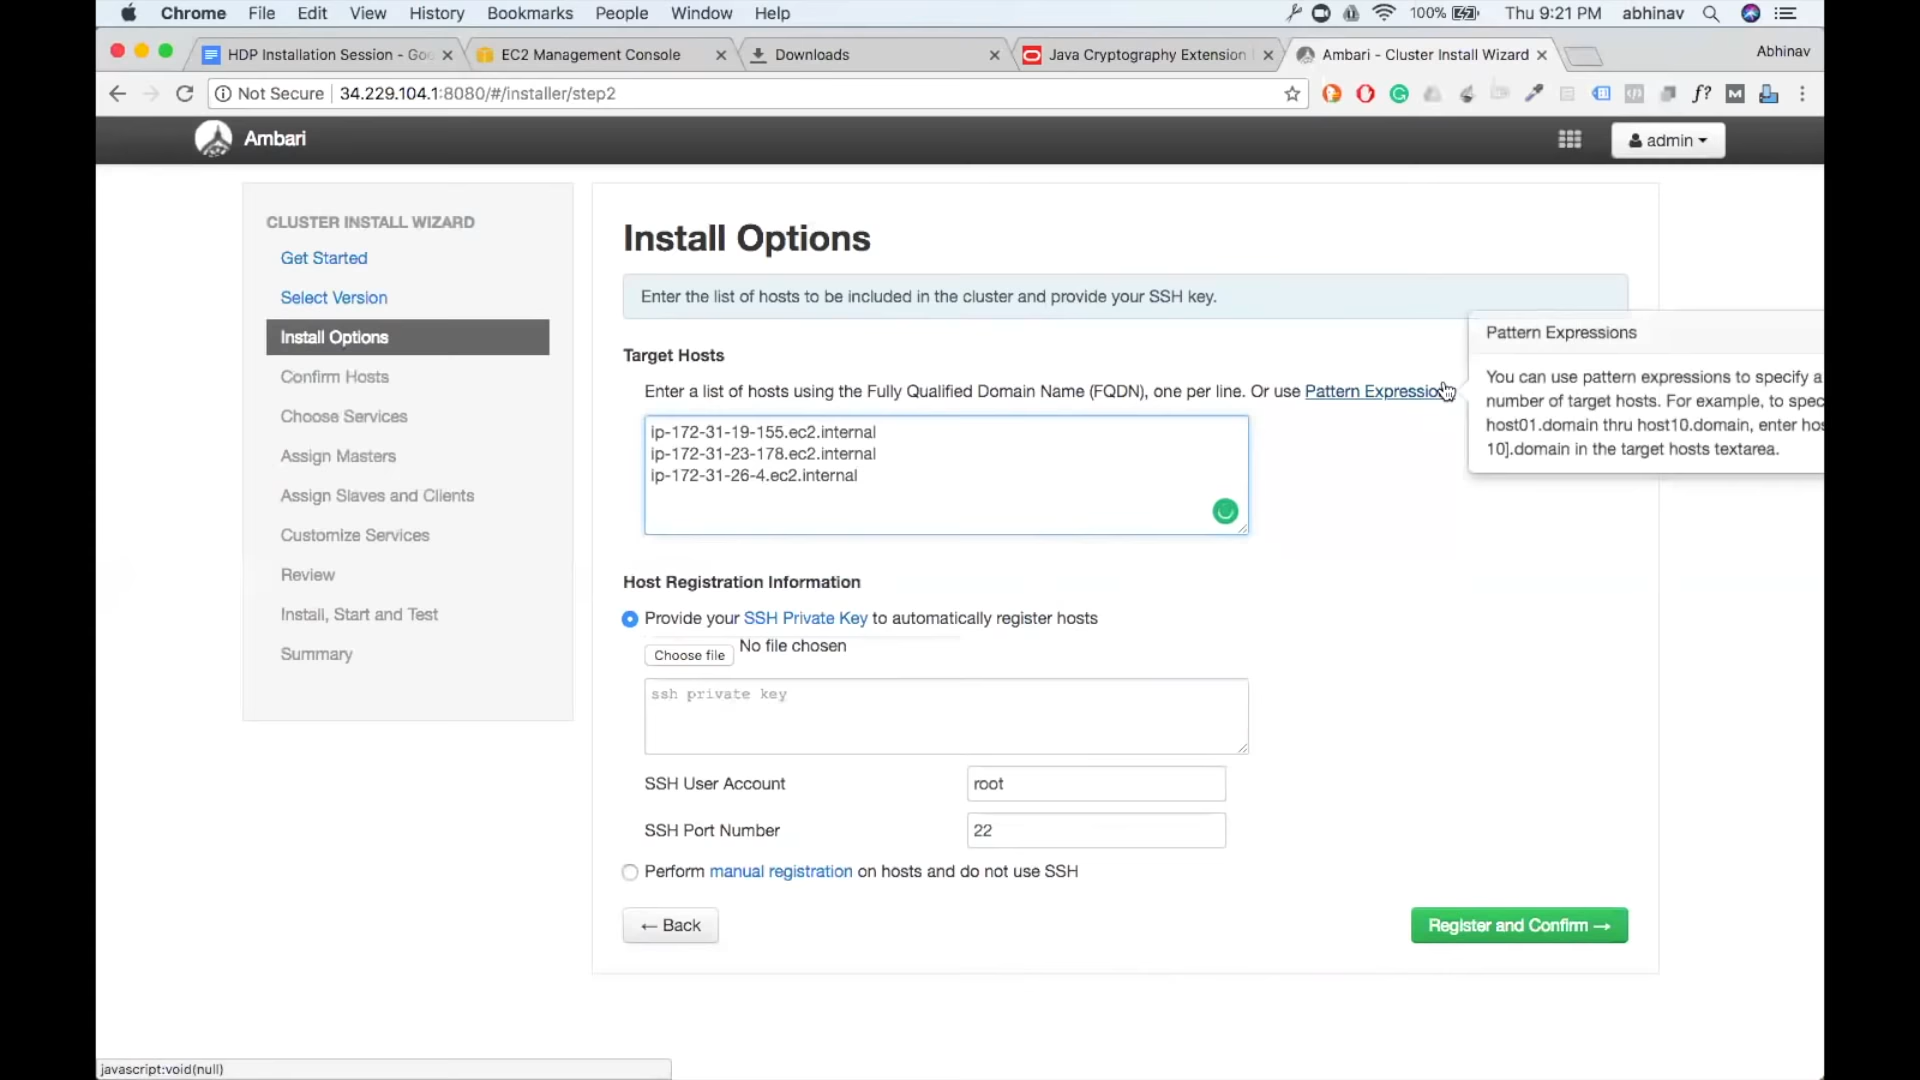 Chrome File Edit View History Bookmarks People Window Help 100% Thu 9:21 PM abhinav
HDP Installation Session - Goo EC2 Management Console Downloads Java Cryptography Extension Ambari - Cluster Install Wizard Abhinav
Not Secure 34.229.104.1:8080/#/installer/step2
Ambari admin
CLUSTER INSTALL WIZARD
Get Started
Select Version
Install Options
Confirm Hosts
Choose Services
Assign Masters
Assign Slaves and Clients
Customize Services
Review
Install, Start and Test
Summary
Install Options
Enter the list of hosts to be included in the cluster and provide your SSH key.
Target Hosts
Enter a list of hosts using the Fully Qualified Domain Name (FQDN), one per line. Or use Pattern Expressio
ip-172-31-19-155.ec2.internal
ip-172-31-23-178.ec2.internal
ip-172-31-26-4.ec2.internal
Pattern Expressions
You can use pattern expressions to specify a
number of target hosts. For example, to spec
host01.domain thru host10.domain, enter hos
10].domain in the target hosts textarea.
Host Registration Information
Provide your SSH Private Key to automatically register hosts
Choose file No file chosen
ssh private key
SSH User Account root
SSH Port Number 22
Perform manual registration on hosts and do not use SSH
← Back
Register and Confirm →
javascript:void(null)